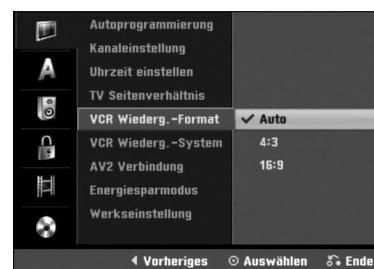 Autoprogrammierung
Kanaleinstellung
Uhrzeit einstellen
TV Seitenverhältnis
VCR Wiederg.-Format ✔ Auto
VCR Wiederg.-System 4:3
AV2 Verbindung 16:9
Energiesparmodus
Werkseinstellung
A
◀ Vorheriges ⊙ Auswählen Ende